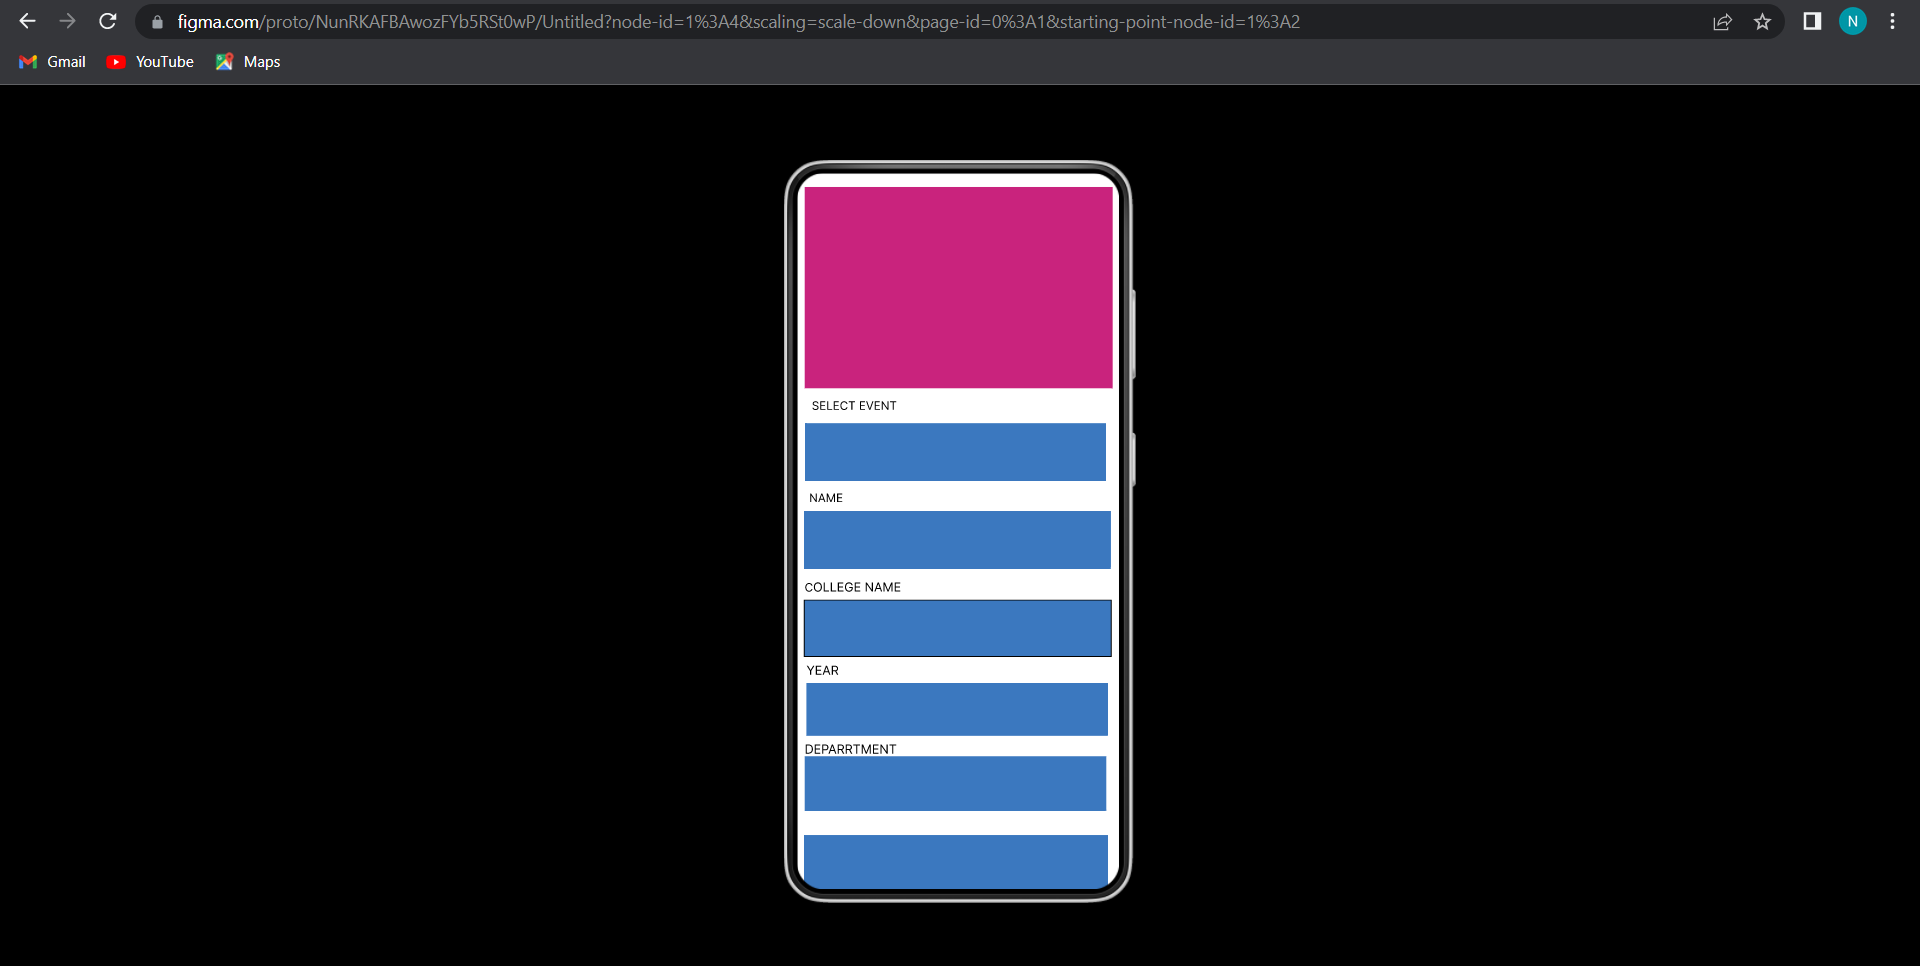 figma.com/proto/NunRKAFBAwozFYb5RSt0wP/Untitled?node-id=1%3A4&scaling=scale-down&page-id=0%3A1&starting-point-node-id=1%3A2
N
Gmail
YouTube
Maps
SELECT EVENT
NAME
COLLEGE NAME
YEAR
DEPARRTMENT